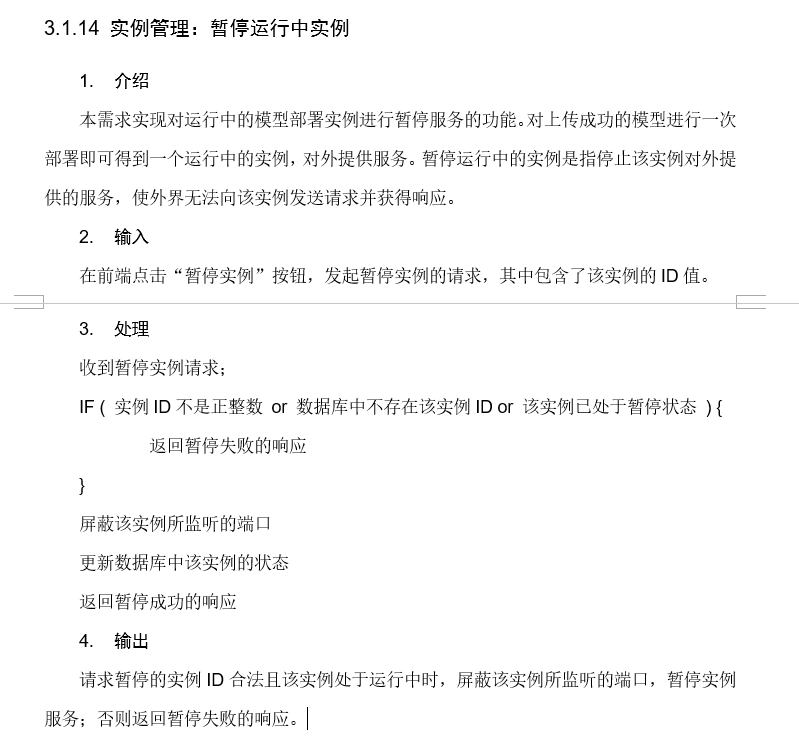 3.1.14 实例管理：暂停运行中实例
1. 介绍
本需求实现对运行中的模型部署实例进行暂停服务的功能。对上传成功的模型进行一次
部署即可得到一个运行中的实例，对外提供服务。暂停运行中的实例是指停止该实例对外提
供的服务，使外界无法向该实例发送请求并获得响应。
2. 输入
在前端点击“暂停实例”按钮，发起暂停实例的请求，其中包含了该实例的 ID 值。
3. 处理
收到暂停实例请求；
IF ( 实例 ID 不是正整数 or 数据库中不存在该实例 ID or 该实例已处于暂停状态 ) {
返回暂停失败的响应
}
屏蔽该实例所监听的端口
更新数据库中该实例的状态
返回暂停成功的响应
4. 输出
请求暂停的实例 ID 合法且该实例处于运行中时，屏蔽该实例所监听的端口，暂停实例
服务；否则返回暂停失败的响应。